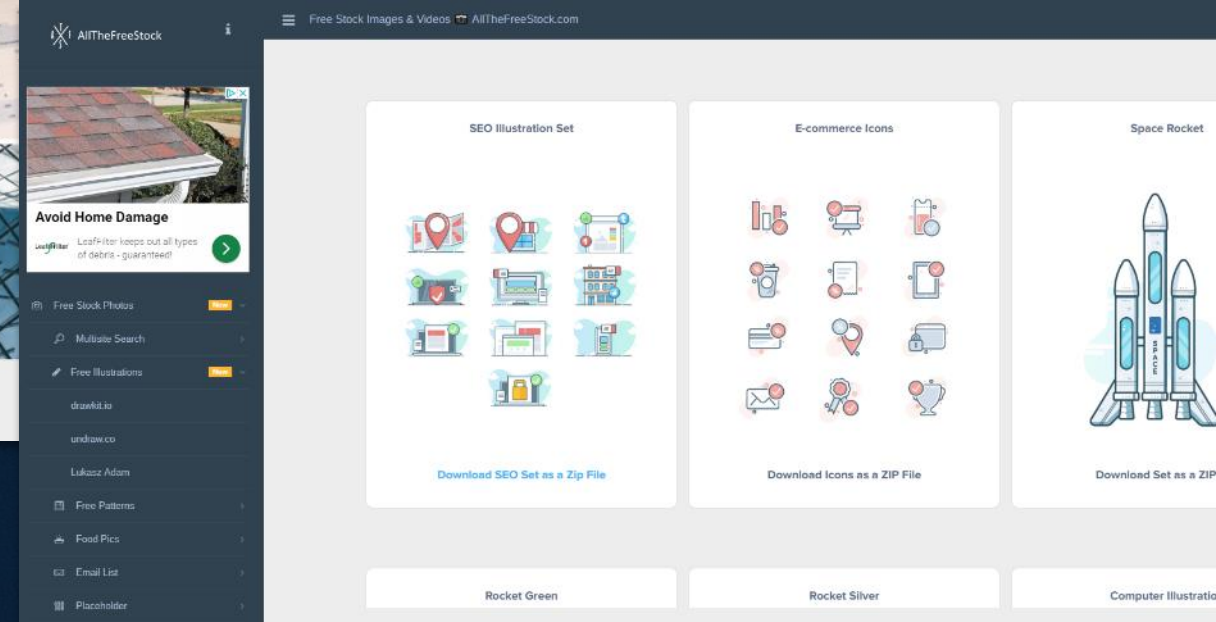 AllTheFreeStock
Free Stock Images & Videos AllTheFreeStock.com
Avoid Home Damage
LeafFilter
LeafFilter keeps out all types
of debris - guaranteed!
Free Stock Photos
New
Multisite Search
Free Illustrations
New
drawkit.io
undraw.co
Lukasz Adam
Free Patterns
Food Pics
Email List
Placeholder
SEO Illustration Set
Download SEO Set as a Zip File
E-commerce Icons
Download Icons as a ZIP File
Space Rocket
SPACE
Download Set as a ZIP
Rocket Green
Rocket Silver
Computer Illustratio